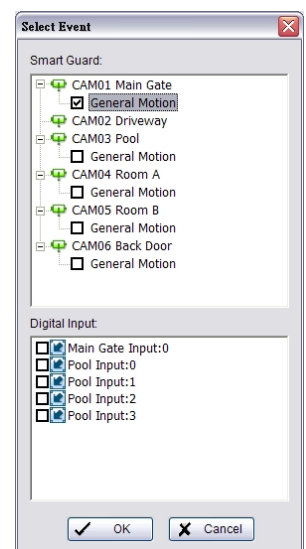 Select Event
Smart Guard:
CAM01 Main Gate
General Motion
CAM02 Driveway
CAM03 Pool
General Motion
CAM04 Room A
General Motion
CAM05 Room B
General Motion
CAM06 Back Door
General Motion
Digital Input:
Main Gate Input:0
Pool Input:0
Pool Input:1
Pool Input:2
Pool Input:3
OK Cancel